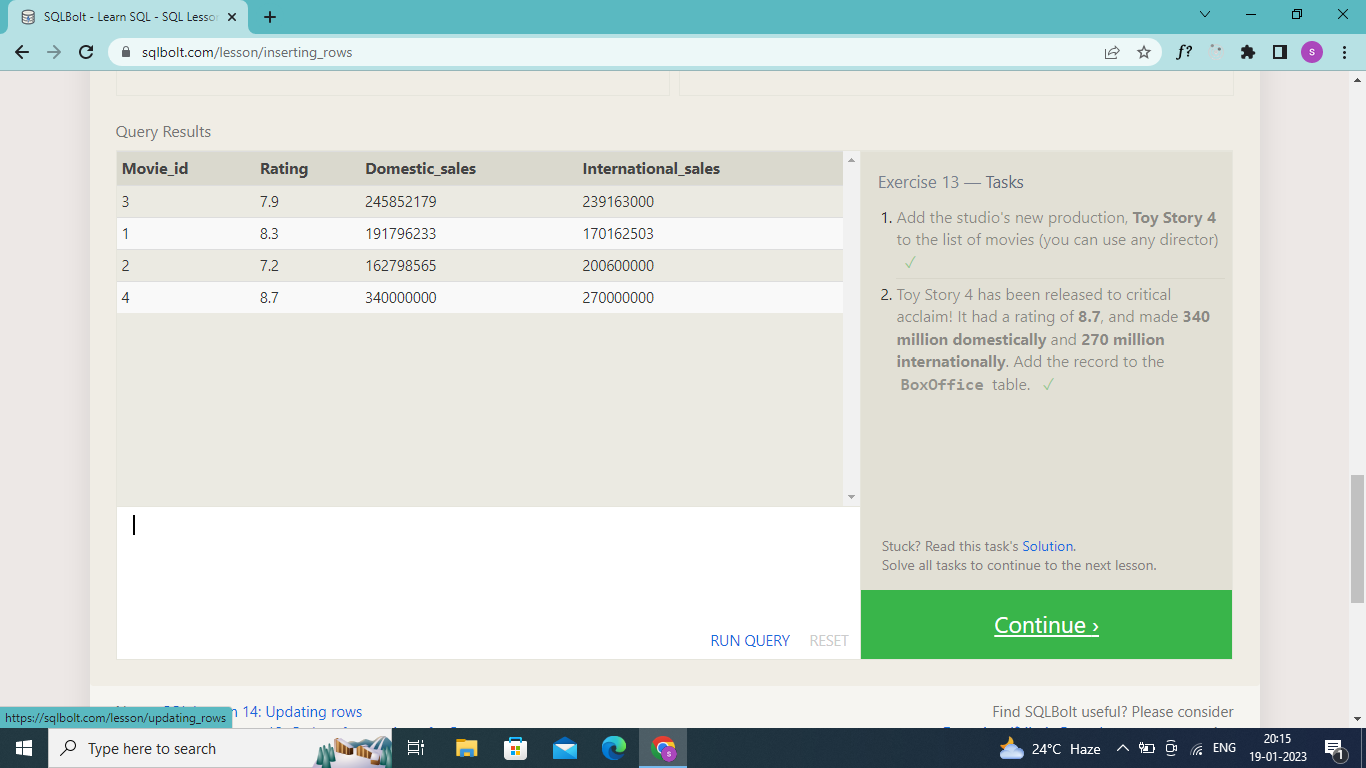 SQLBolt - Learn SQL - SQL Lesson
sqlbolt.com/lesson/inserting_rows
f?
s
Query Results
Movie_id Rating Domestic_sales International_sales
3 7.9 245852179 239163000
1 8.3 191796233 170162503
2 7.2 162798565 200600000
4 8.7 340000000 270000000
Exercise 13 — Tasks
1. Add the studio's new production, Toy Story 4
to the list of movies (you can use any director)
✓
2. Toy Story 4 has been released to critical
acclaim! It had a rating of 8.7, and made 340
million domestically and 270 million
internationally. Add the record to the
BoxOffice table. ✓
Stuck? Read this task's Solution.
Solve all tasks to continue to the next lesson.
RUN QUERY RESET
Continue ›
14: Updating rows
Find SQLBolt useful? Please consider
https://sqlbolt.com/lesson/updating_rows
Type here to search
24°C Haze
ENG
20:15
19-01-2023
1